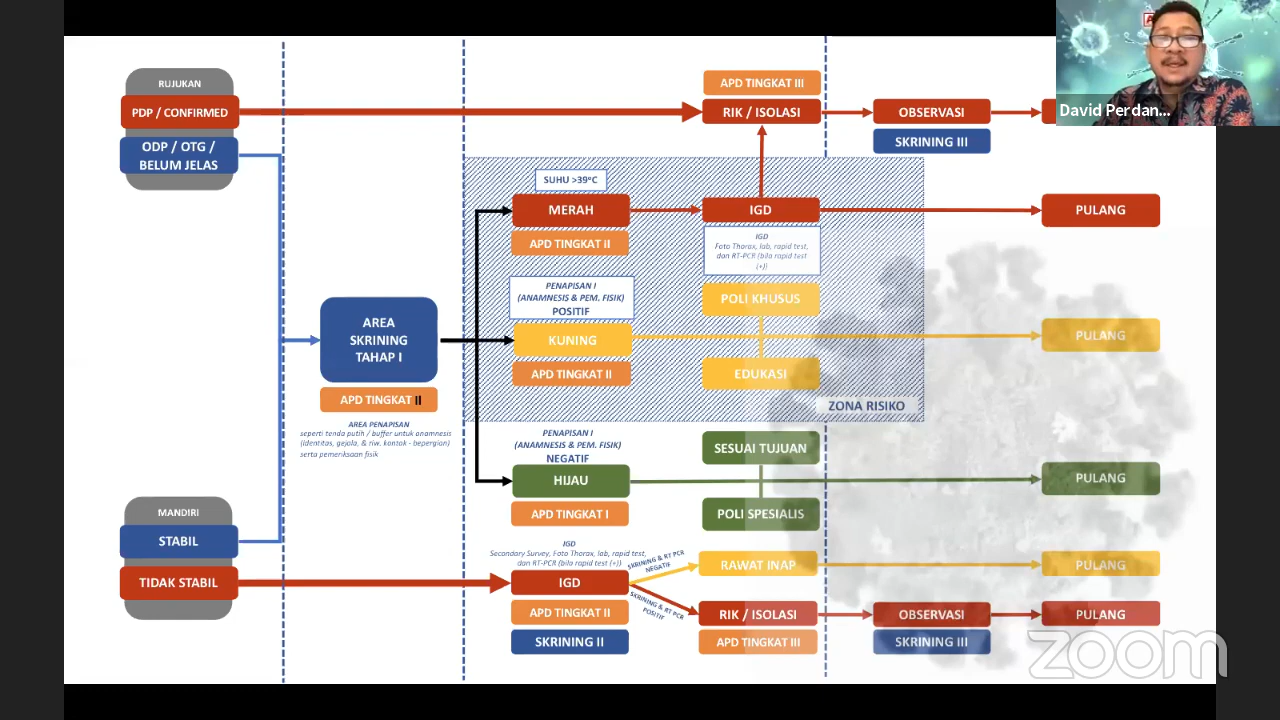 RUJUKAN
PDP / CONFIRMED
ODP / OTG /
BELUM JELAS
APD TINGKAT III
RIK / ISOLASI
OBSERVASI
SKRINING III
David Perdan...
SUHU >39°C
MERAH
APD TINGKAT II
IGD
IGD
Foto Thorax, lab, rapid test,
dan RT-PCR (bila rapid test
(+))
PULANG
PENAPISAN I
(ANAMNESIS & PEM. FISIK)
POSITIF
KUNING
APD TINGKAT II
POLI KHUSUS
EDUKASI
PULANG
ZONA RISIKO
AREA
SKRINING
TAHAP I
APD TINGKAT II
AREA PENAPISAN
seperti tenda putih / buffer untuk anamnesis
(identitas, gejala, & riw, kontak - bepergian)
serta pemeriksaan fisik
PENAPISAN I
(ANAMNESIS & PEM. FISIK)
NEGATIF
HIJAU
APD TINGKAT I
SESUAI TUJUAN
POLI SPESIALIS
PULANG
MANDIRI
STABIL
TIDAK STABIL
IGD
Secondary Survey, Foto Thorax, lab, rapid test,
dan RT-PCR (bila rapid test (+))
IGD
APD TINGKAT II
SKRINING II
SKRINING & RT PCR
NEGATIF
SKRINING & RT PCR
POSITIF
RAWAT INAP
PULANG
RIK / ISOLASI
APD TINGKAT III
OBSERVASI
SKRINING III
PULANG
zoom